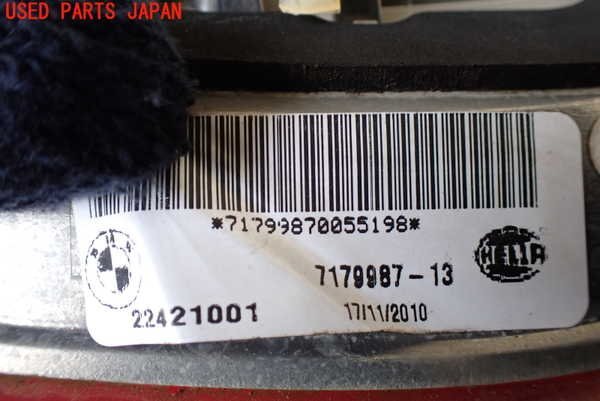 USED PARTS JAPAN
*71799870055198*
7179987-13
HELLA
22421001
17/11/2010